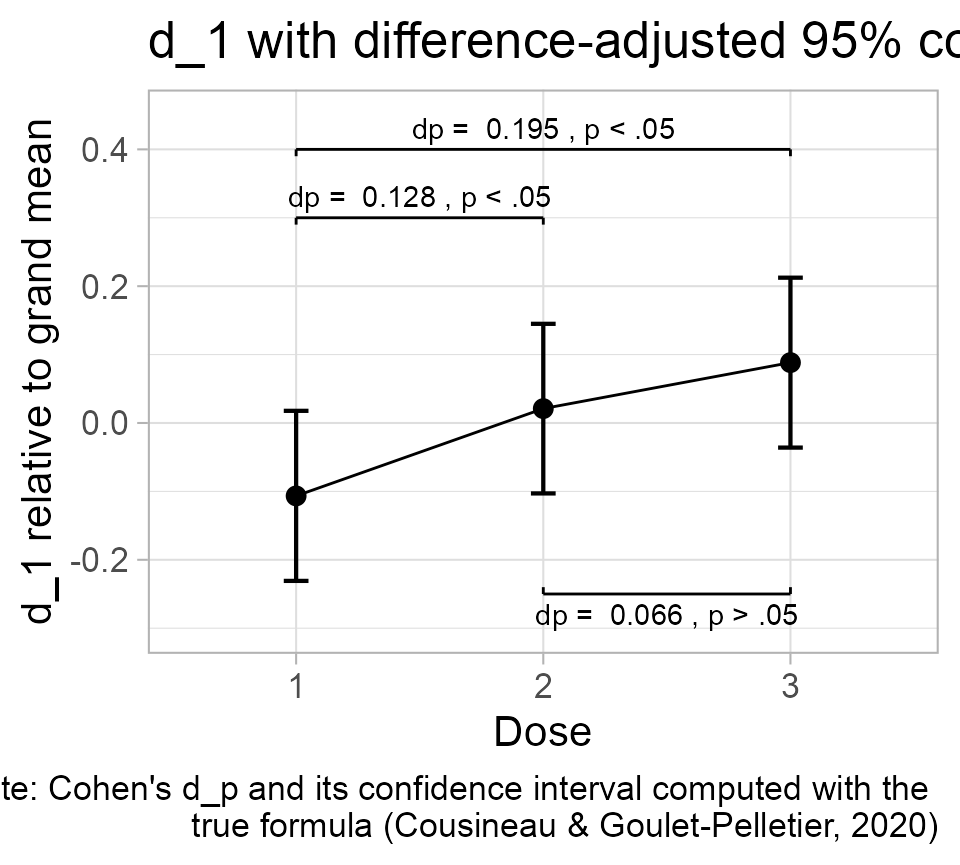 d_1 with difference-adjusted 95% co
d_1 relative to grand mean
0.4
0.2
0.0
-0.2
dp = 0.195 , p < .05
dp = 0.128 , p < .05
dp = 0.066 , p > .05
1 2 3
Dose
te: Cohen's d_p and its confidence interval computed with the
true formula (Cousineau & Goulet-Pelletier, 2020)